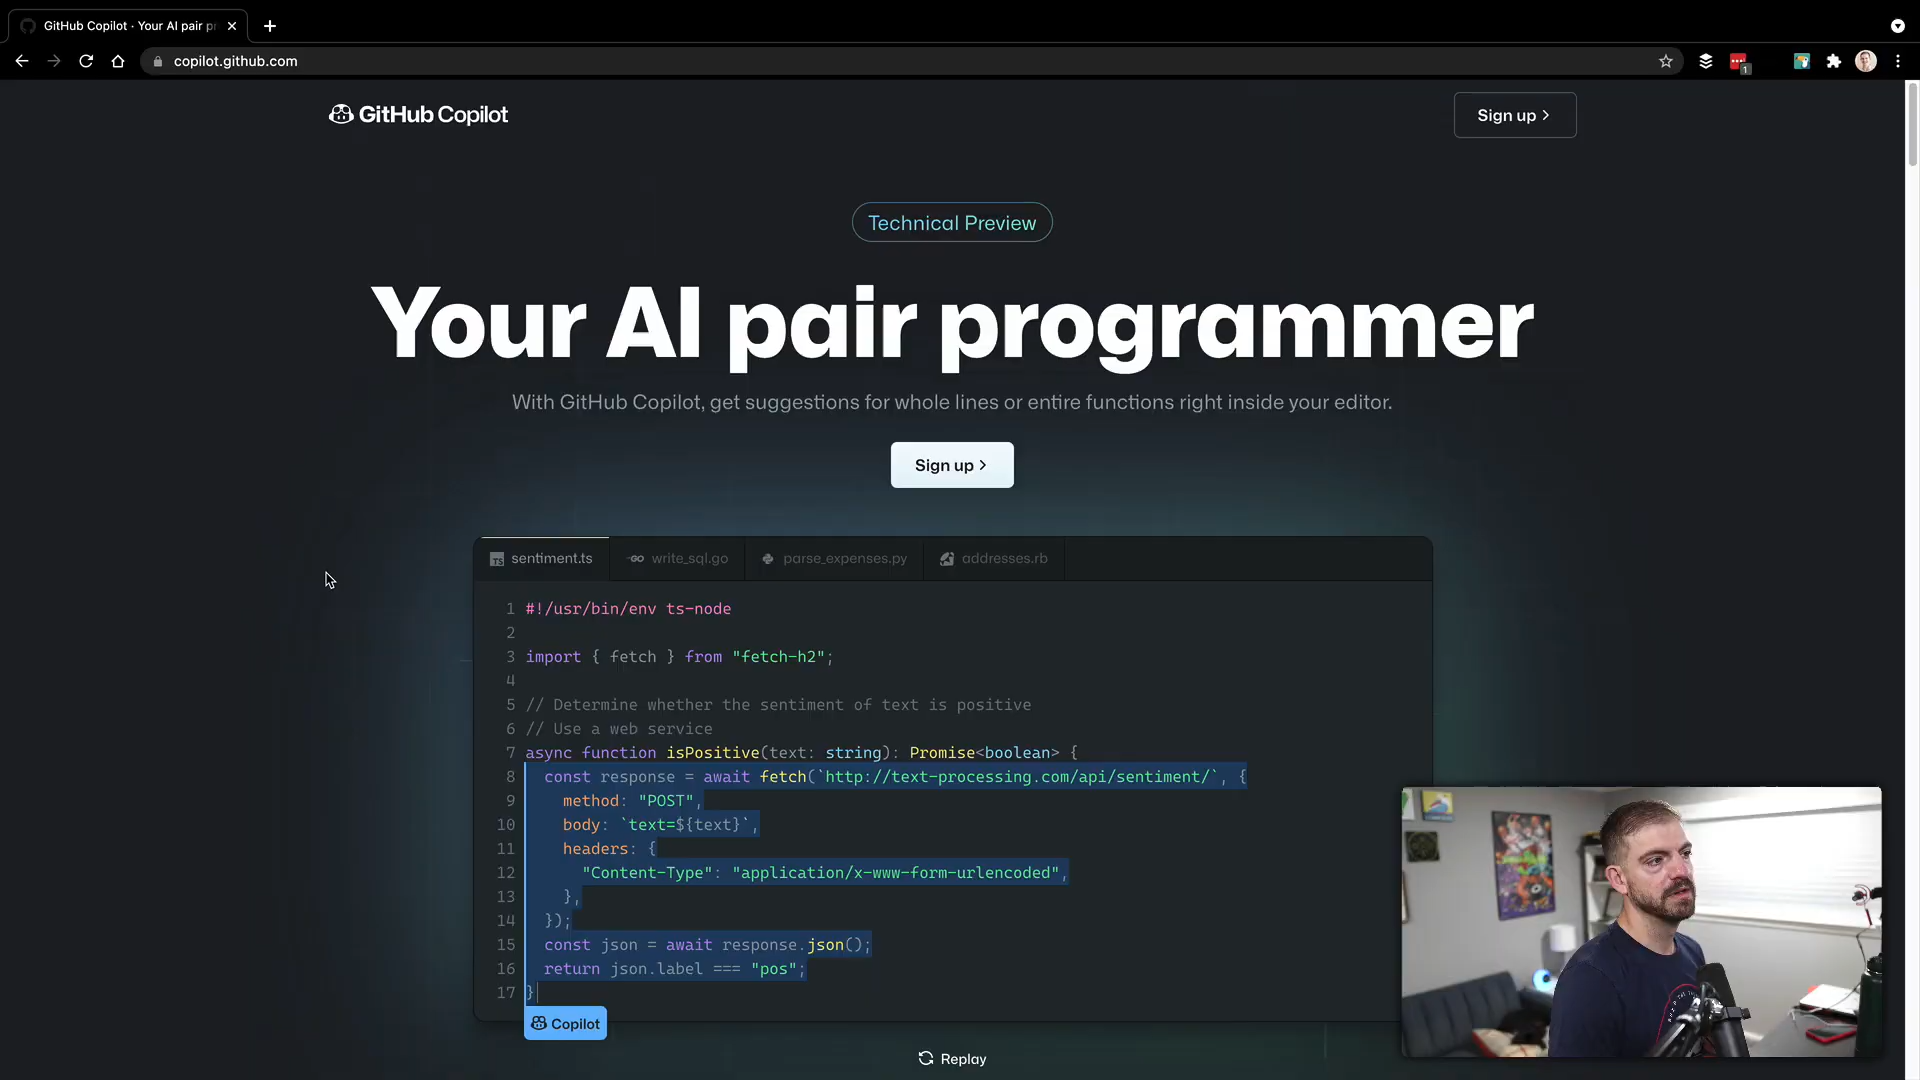 GitHub Copilot · Your AI pair pr
copilot.github.com
1
GitHub Copilot
Sign up
Technical Preview
Your AI pair programmer
With GitHub Copilot, get suggestions for whole lines or entire functions right inside your editor.
Sign up
TS sentiment.ts
write_sql.go
parse_expenses.py
addresses.rb
1 #!/usr/bin/env ts-node
2
3 import { fetch } from "fetch-h2";
4
5 // Determine whether the sentiment of text is positive
6 // Use a web service
7 async function isPositive(text: string): Promise<boolean> {
8 const response = await fetch(`http://text-processing.com/api/sentiment/`, {
9 method: "POST",
10 body: `text=${text}`,
11 headers: {
12 "Content-Type": "application/x-www-form-urlencoded",
13 },
14 });
15 const json = await response.json();
16 return json.label === "pos";
17 }
Copilot
Replay